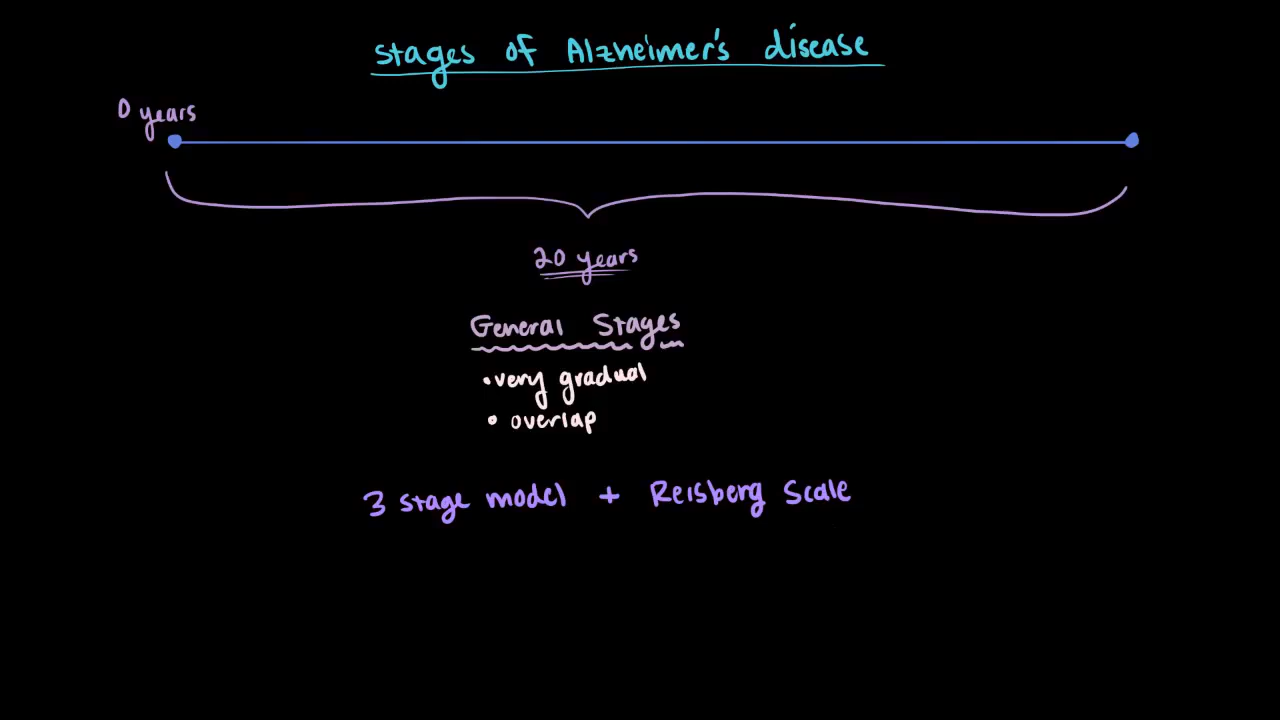 Stages of Alzheimer's disease
0 years
20 years
General Stages
• very gradual
• overlap
3 stage model + Reisberg Scale